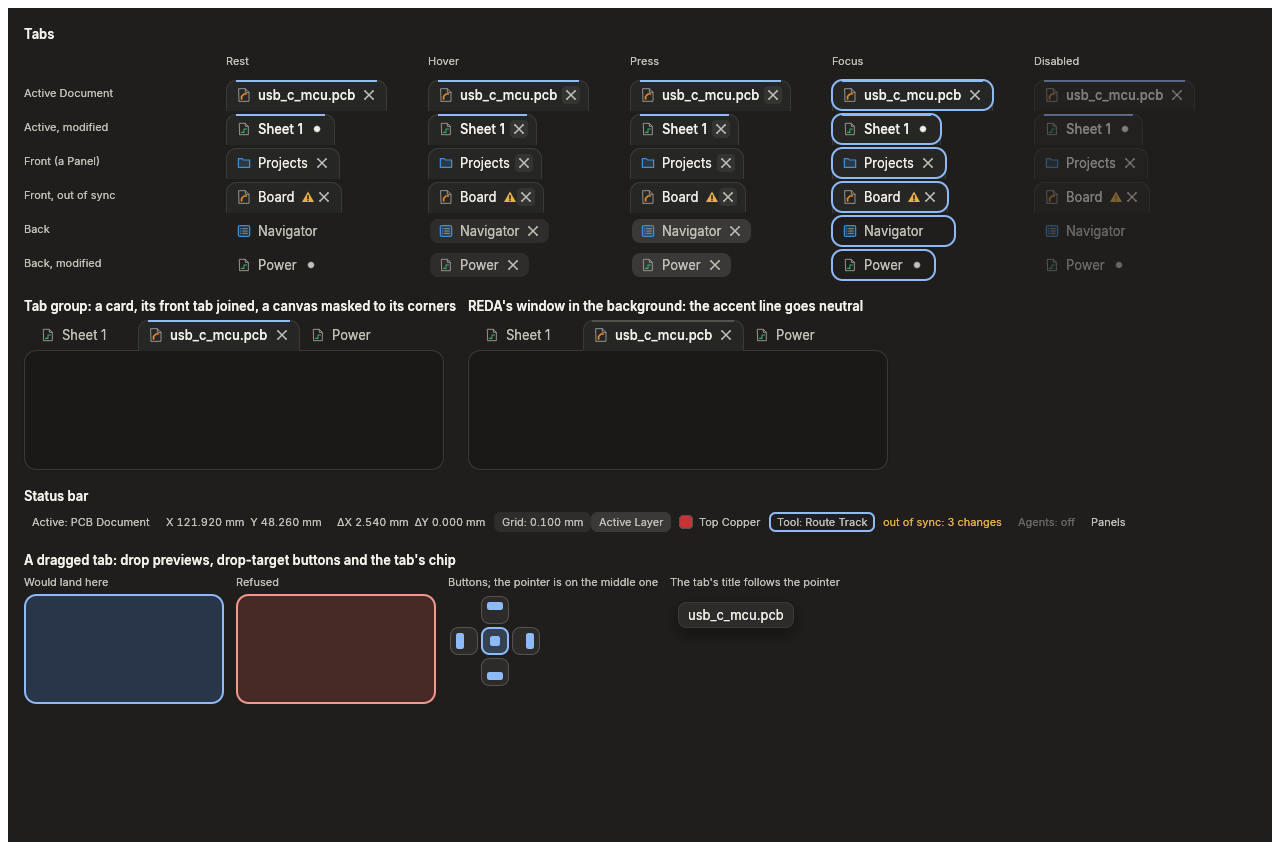 Tabs
Rest Hover Press Focus Disabled
Active Document usb_c_mcu.pcb usb_c_mcu.pcb usb_c_mcu.pcb usb_c_mcu.pcb usb_c_mcu.pcb
Active, modified Sheet 1 Sheet 1 Sheet 1 Sheet 1 Sheet 1
Front (a Panel) Projects Projects Projects Projects Projects
Front, out of sync Board Board Board Board Board
Back Navigator Navigator Navigator Navigator Navigator
Back, modified Power Power Power Power Power
Tab group: a card, its front tab joined, a canvas masked to its corners REDA's window in the background: the accent line goes neutral
Sheet 1 usb_c_mcu.pcb Power Sheet 1 usb_c_mcu.pcb Power
Status bar
Active: PCB Document X 121.920 mm Y 48.260 mm ΔX 2.540 mm ΔY 0.000 mm Grid: 0.100 mm Active Layer Top Copper Tool: Route Track out of sync: 3 changes Agents: off Panels
A dragged tab: drop previews, drop-target buttons and the tab's chip
Would land here Refused Buttons; the pointer is on the middle one The tab's title follows the pointer
usb_c_mcu.pcb